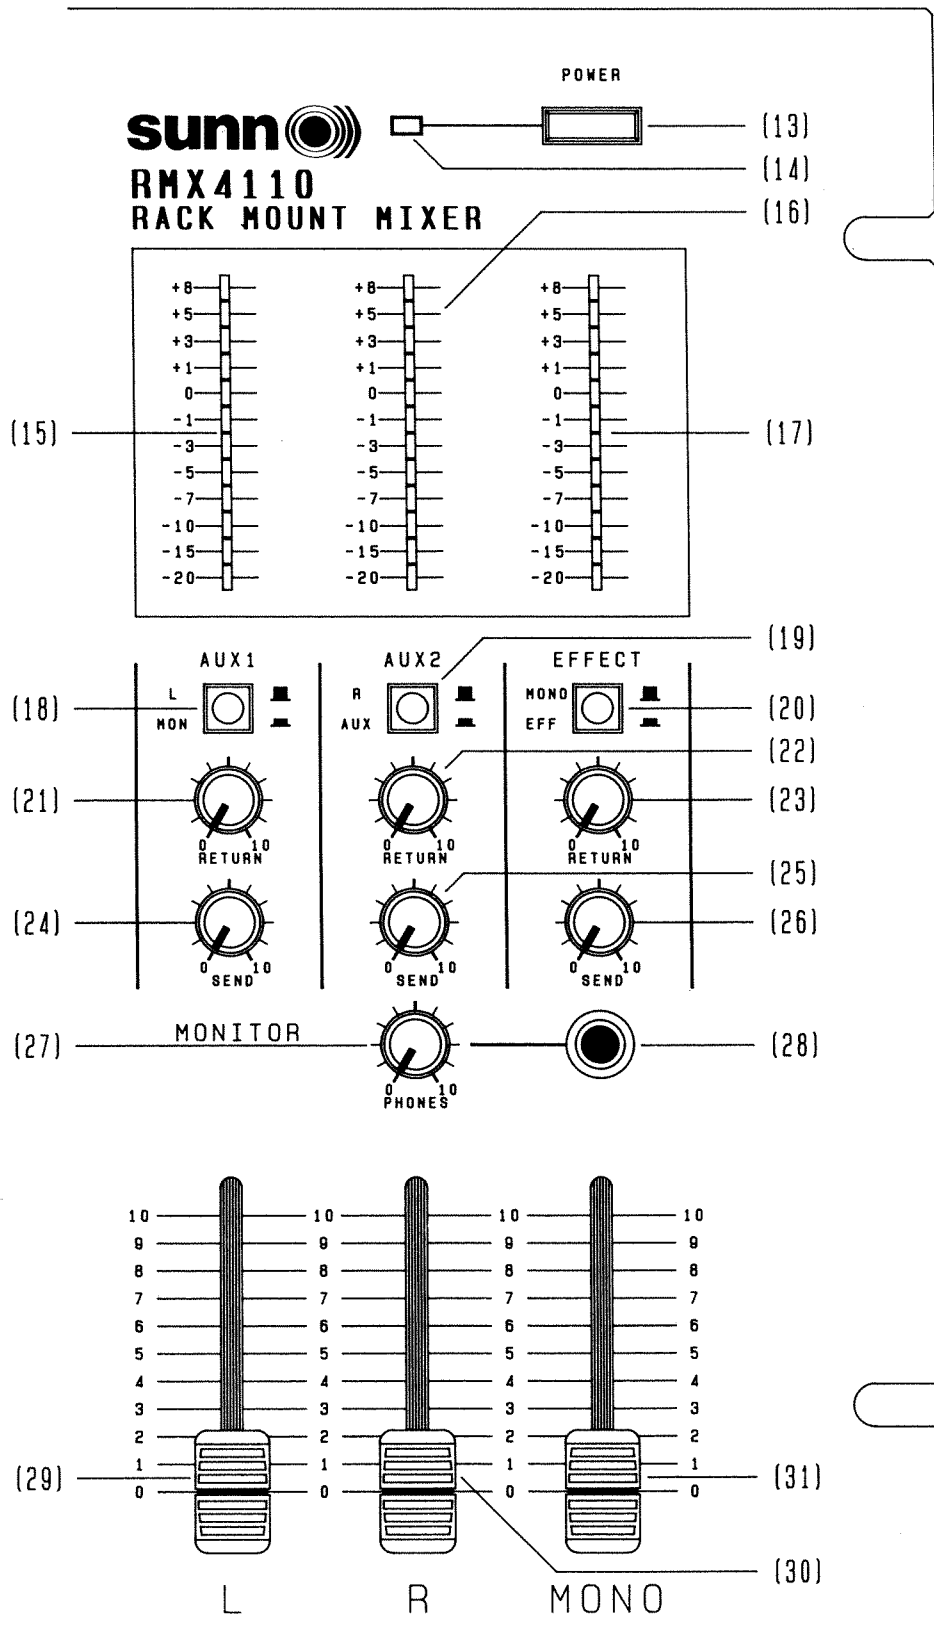 POWER
sunn
(13)
(14)
RMX4110
RACK MOUNT MIXER
(16)
+8 +8 +8
+5 +5 +5
+3 +3 +3
+1 +1 +1
0 0 0
-1 -1 -1
(15) (17)
-3 -3 -3
-5 -5 -5
-7 -7 -7
-10 -10 -10
-15 -15 -15
-20 -20 -20
(19)
AUX1 AUX2 EFFECT
L R MONO
(18) (20)
MON AUX EFF
(22)
(21) (23)
0 10 0 10 0 10
RETURN RETURN RETURN
(25)
(24) (26)
0 10 0 10 0 10
SEND SEND SEND
MONITOR
(27) (28)
0 10
PHONES
10 10 10 10
9 9 9 9
8 8 8 8
7 7 7 7
6 6 6 6
5 5 5 5
4 4 4 4
3 3 3 3
2 2 2 2
1 1 1 1
(29) (31)
0 0 0 0
(30)
L R MONO